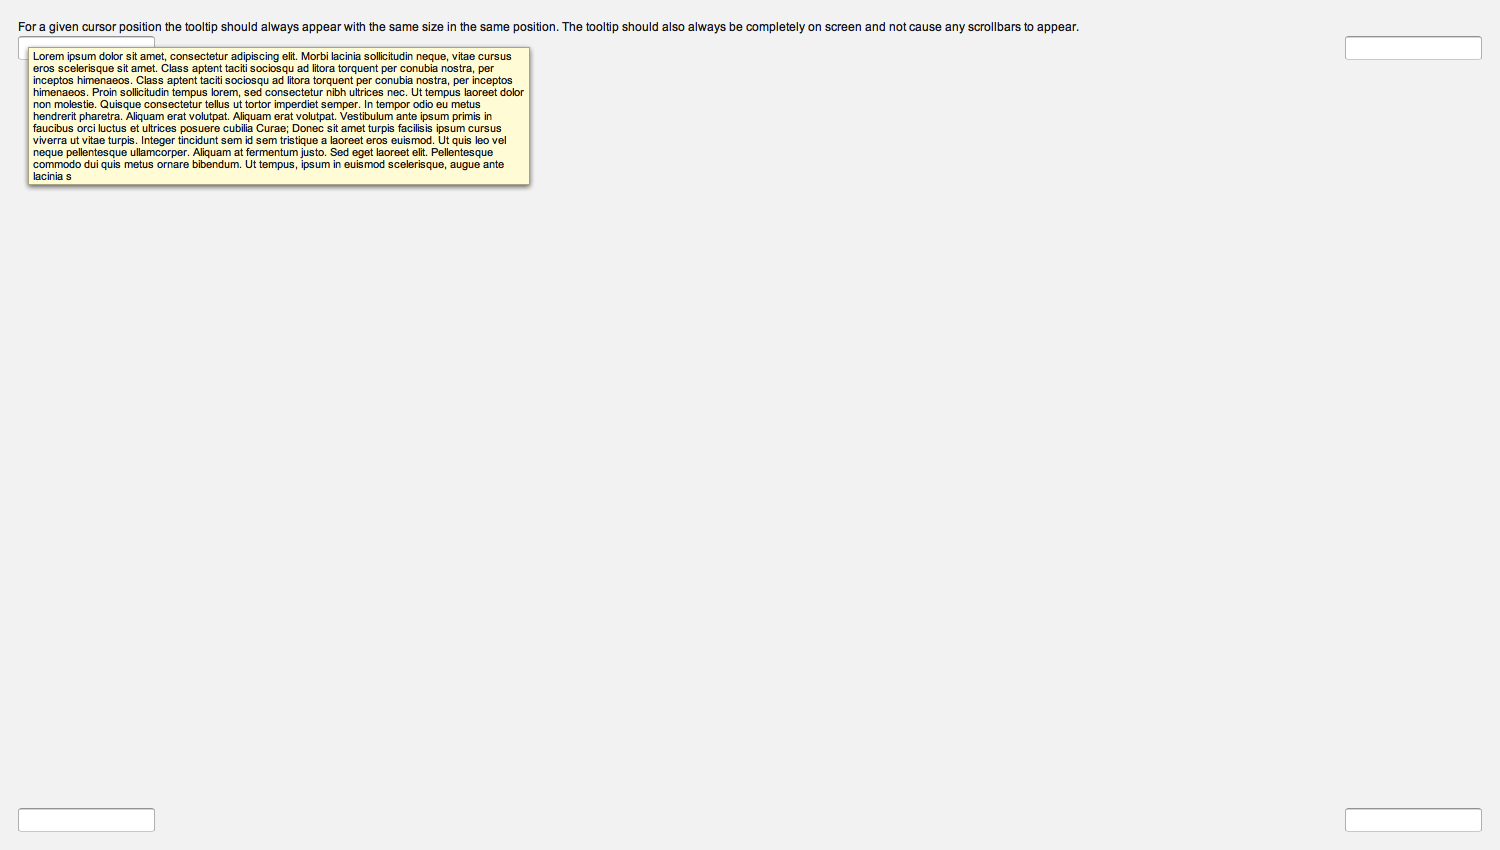 For a given cursor position the tooltip should always appear with the same size in the same position. The tooltip should also always be completely on screen and not cause any scrollbars to appear.
Lorem ipsum dolor sit amet, consectetur adipiscing elit. Morbi lacinia sollicitudin neque, vitae cursus
eros scelerisque sit amet. Class aptent taciti sociosqu ad litora torquent per conubia nostra, per
inceptos himenaeos. Class aptent taciti sociosqu ad litora torquent per conubia nostra, per inceptos
himenaeos. Proin sollicitudin tempus lorem, sed consectetur nibh ultrices nec. Ut tempus laoreet dolor
non molestie. Quisque consectetur tellus ut tortor imperdiet semper. In tempor odio eu metus
hendrerit pharetra. Aliquam erat volutpat. Aliquam erat volutpat. Vestibulum ante ipsum primis in
faucibus orci luctus et ultrices posuere cubilia Curae; Donec sit amet turpis facilisis ipsum cursus
viverra ut vitae turpis. Integer tincidunt sem id sem tristique a laoreet eros euismod. Ut quis leo vel
neque pellentesque ullamcorper. Aliquam at fermentum justo. Sed eget laoreet elit. Pellentesque
commodo dui quis metus ornare bibendum. Ut tempus, ipsum in euismod scelerisque, augue ante
lacinia s